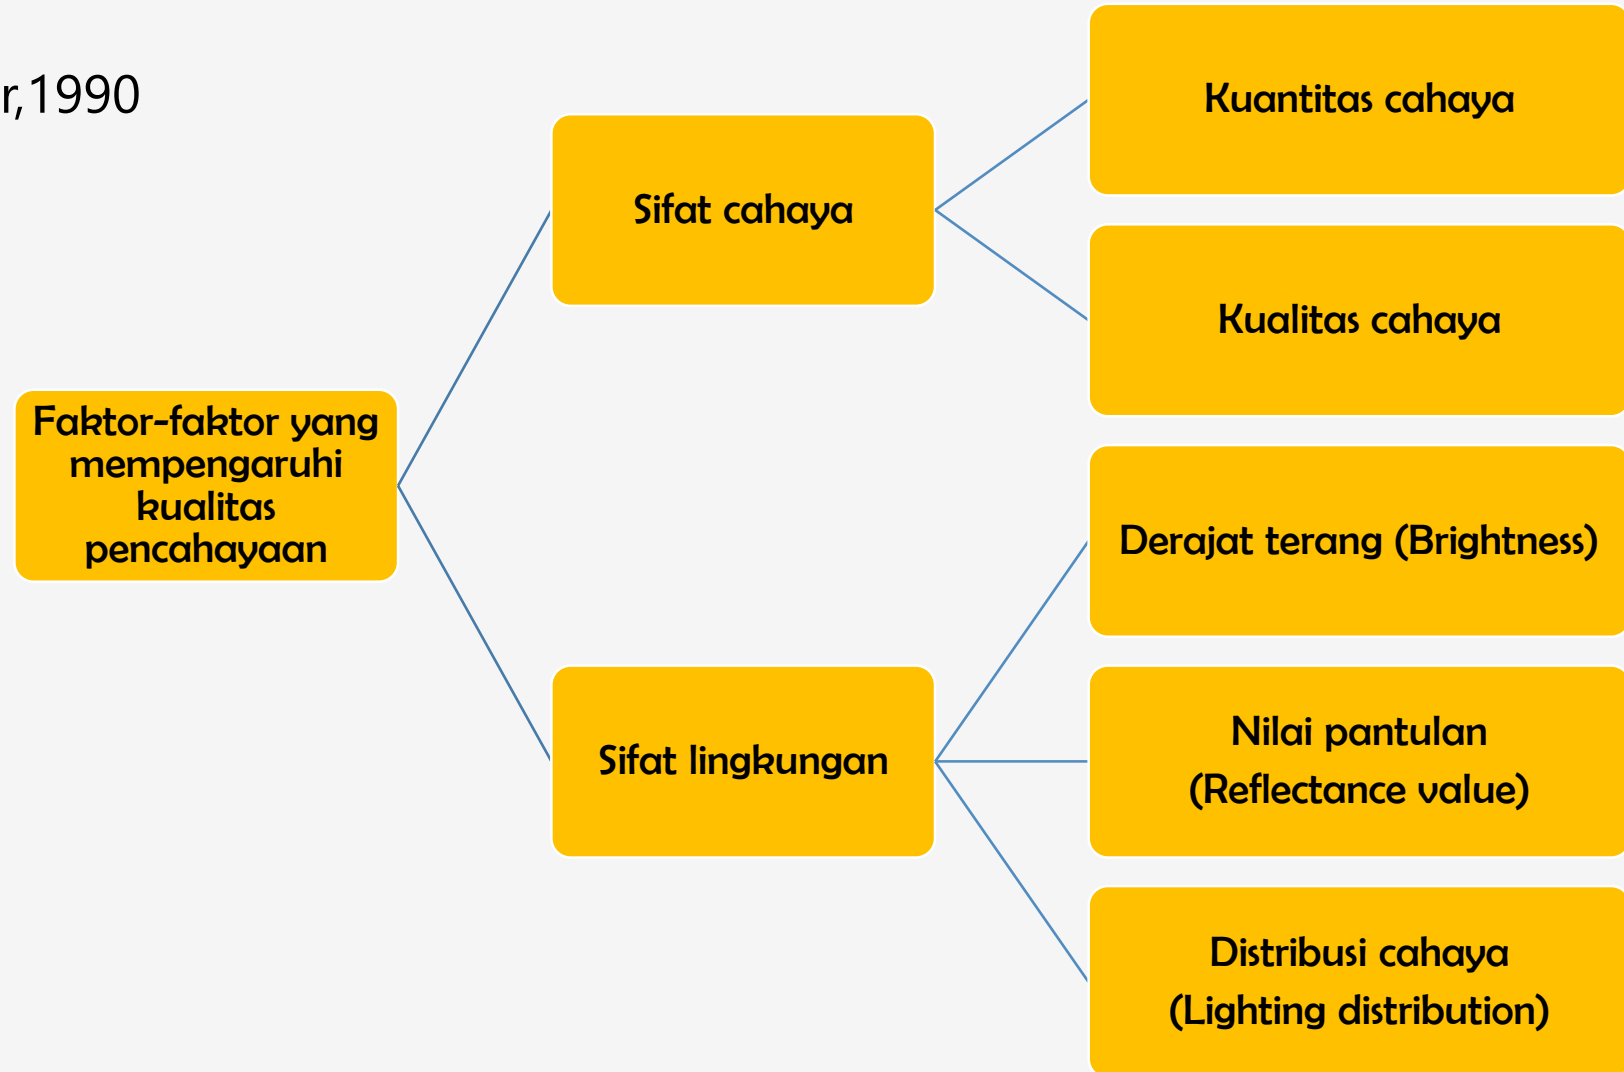 r,1990
Faktor-faktor yang
mempengaruhi
kualitas
pencahayaan
Sifat cahaya
Kuantitas cahaya
Kualitas cahaya
Sifat lingkungan
Derajat terang (Brightness)
Nilai pantulan
(Reflectance value)
Distribusi cahaya
(Lighting distribution)